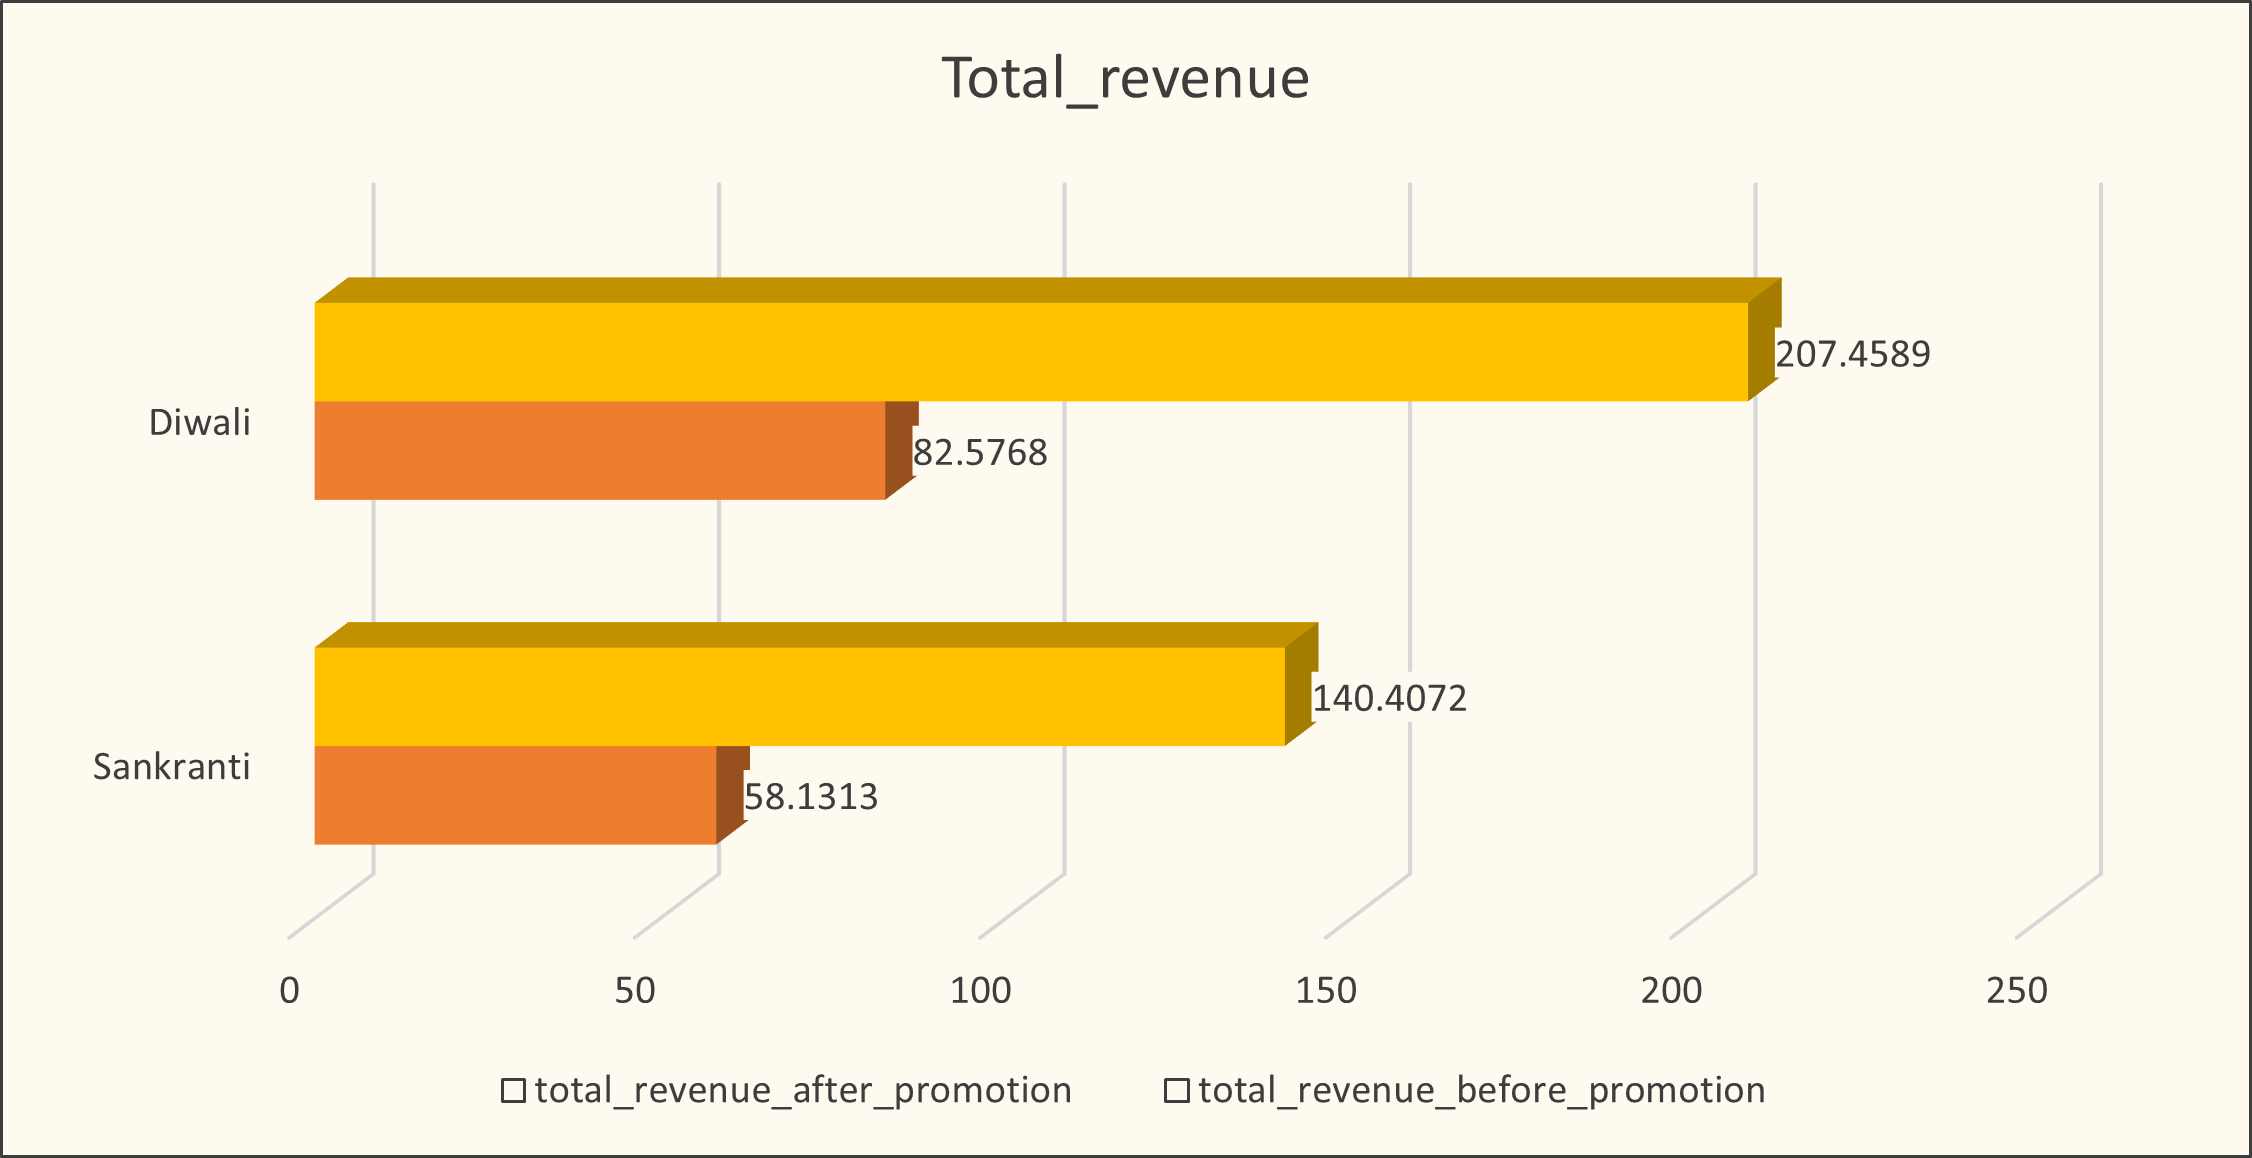 Total_revenue
207.4589
Diwali
82.5768
140.4072
Sankranti
58.1313
0 50 100 150 200 250
total_revenue_after_promotion total_revenue_before_promotion